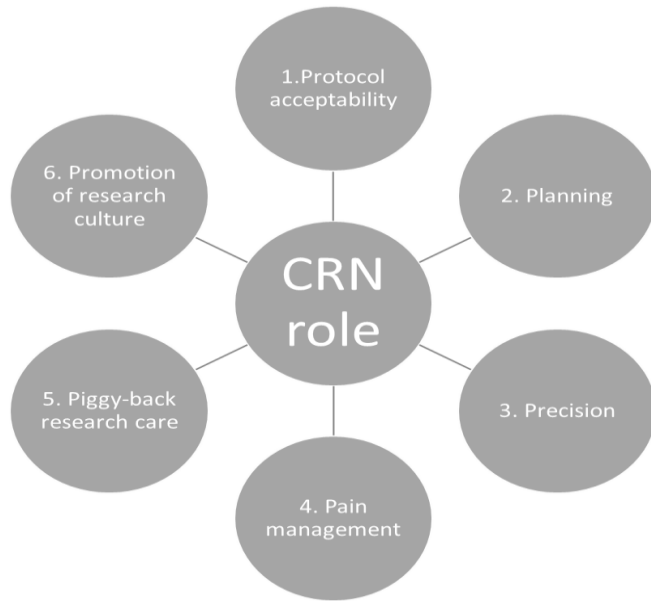 1.Protocol
acceptability
6. Promotion
of research
culture
2. Planning
CRN
role
5. Piggy-back
research care
3. Precision
4. Pain
management